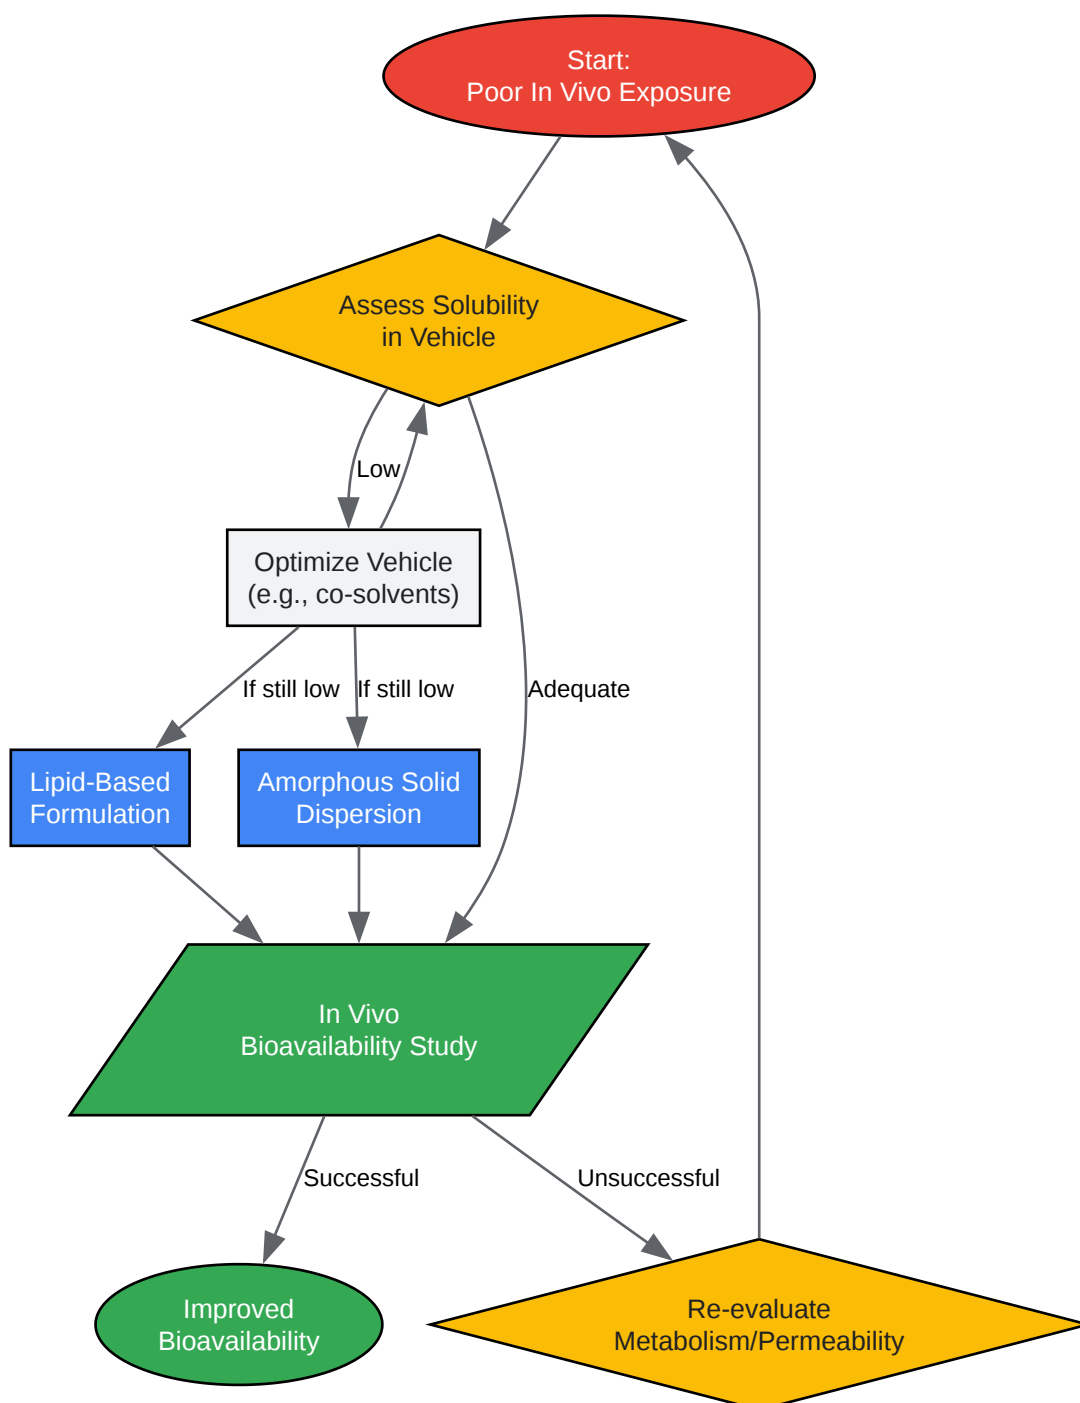 Start:
Poor In Vivo Exposure
Assess Solubility
in Vehicle
Low
Optimize Vehicle
(e.g., co-solvents)
If still low
If still low
Adequate
Lipid-Based
Formulation
Amorphous Solid
Dispersion
In Vivo
Bioavailability Study
Successful
Unsuccessful
Improved
Bioavailability
Re-evaluate
Metabolism/Permeability